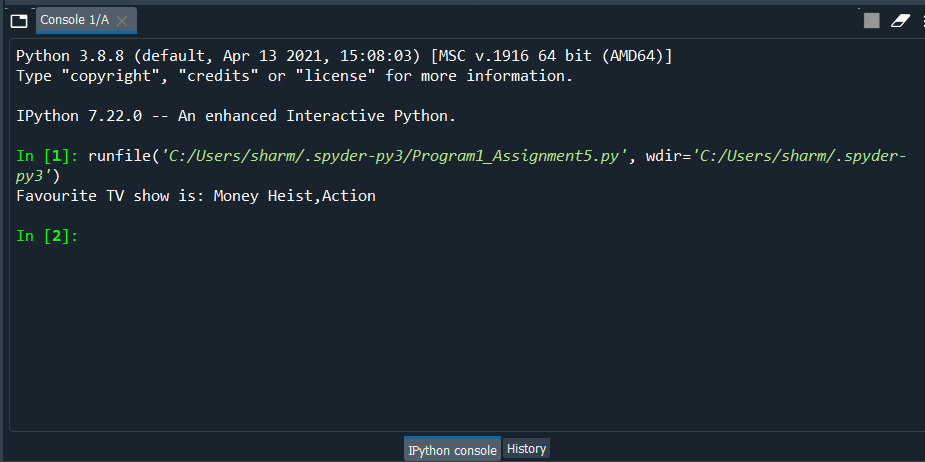 Console 1/A
Python 3.8.8 (default, Apr 13 2021, 15:08:03) [MSC v.1916 64 bit (AMD64)]
Type "copyright", "credits" or "license" for more information.
IPython 7.22.0 -- An enhanced Interactive Python.
In [1]: runfile('C:/Users/sharm/.spyder-py3/Program1_Assignment5.py', wdir='C:/Users/sharm/.spyder-
py3')
Favourite TV show is: Money Heist,Action
In [2]:
IPython console History